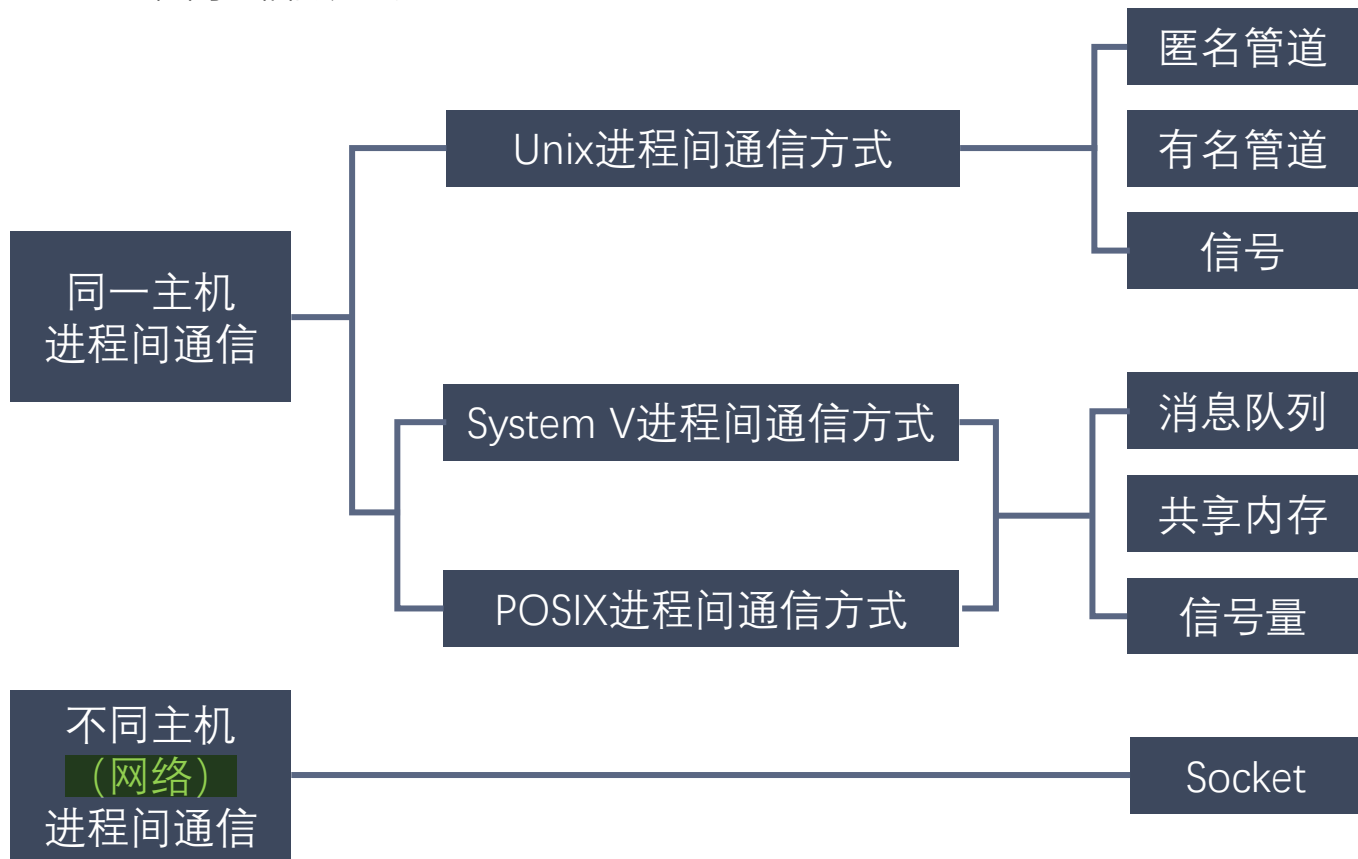 匿名管道
Unix进程间通信方式
有名管道
信号
同一主机
进程间通信
System V进程间通信方式
消息队列
共享内存
POSIX进程间通信方式
信号量
不同主机
（网络）
进程间通信
Socket